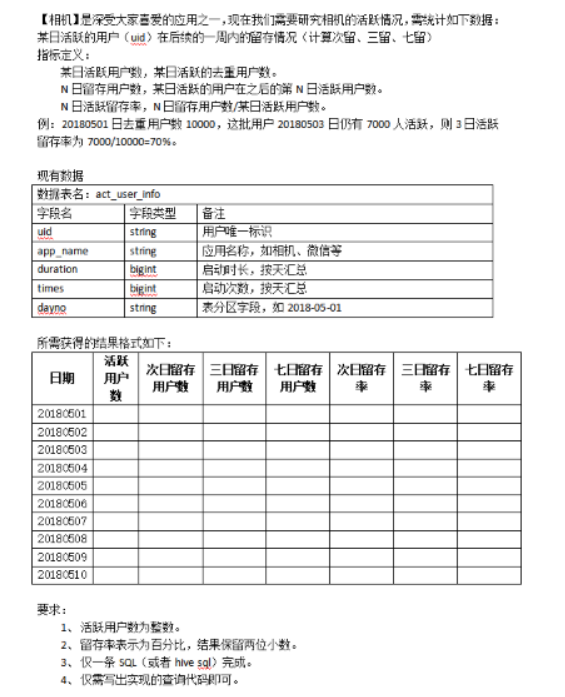 【相机】是深受大家喜爱的应用之一,现在我们需要研究相机的活跃情况,需统计如下数据:
某日活跃的用户(uid)在后续的一周内的留存情况(计算次留、三留、七留)
指标定义:
某日活跃用户数,某日活跃的去重用户数。
N 日留存用户数,某日活跃的用户在之后的第 N 日活跃用户数。
N 日活跃留存率,N 日留存用户数/某日活跃用户数。
例:20180501 日去重用户数 10000,这批用户 20180503 日仍有 7000 人活跃,则 3 日活跃
留存率为 7000/10000=70%。
现有数据
数据表名:act_user_info
字段名 字段类型 备注
uid string 用户唯一标识
app_name string 应用名称,如相机、微信等
duration bigint 启动时长,按天汇总
times bigint 启动次数,按天汇总
dayno string 表分区字段,如 2018-05-01
所需获得的结果格式如下:
日期 活跃用户数 次日留存用户数 三日留存用户数 七日留存用户数 次日留存率 三日留存率 七日留存率
20180501
20180502
20180503
20180504
20180505
20180506
20180507
20180508
20180509
20180510
要求:
1、 活跃用户数为整数。
2、 留存率表示为百分比,结果保留两位小数。
3、 仅一条 SQL(或者 hive sql)完成。
4、 仅需写出实现的查询代码即可。